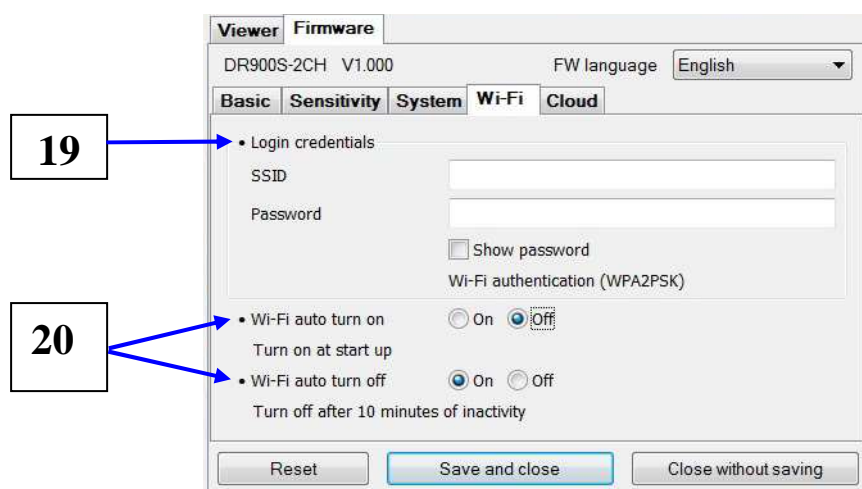 Viewer Firmware
DR900S-2CH V1.000 FW language English
Basic Sensitivity System Wi-Fi Cloud
19
• Login credentials
SSID
Password
Show password
Wi-Fi authentication (WPA2PSK)
20
• Wi-Fi auto turn on On Off
Turn on at start up
• Wi-Fi auto turn off On Off
Turn off after 10 minutes of inactivity
Reset Save and close Close without saving